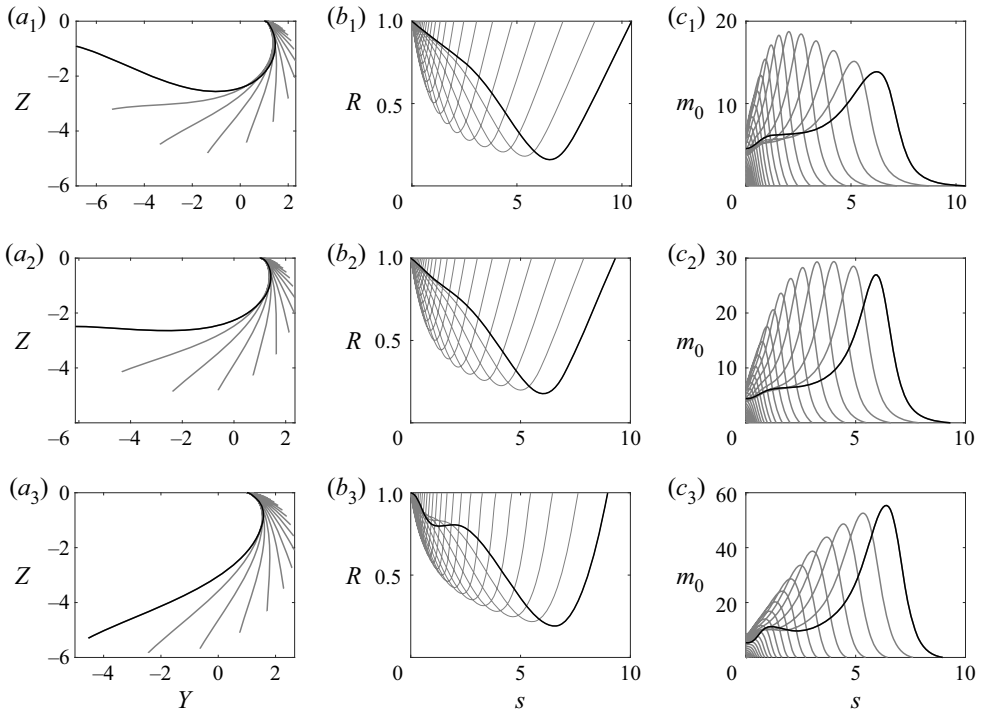 (a₁) (b₁) (c₁)
0 1.0 20
Z −2 R 0.5 m₀ 10
−4
−6
−6 −4 −2 0 2 0 5 10 0 5 10
(a₂) (b₂) (c₂)
0 1.0 30
−2 20
Z R 0.5 m₀
−4 10
−6 −4 −2 0 2 0 5 10 0 5 10
(a₃) (b₃) (c₃)
0 1.0 60
−2 40
Z R 0.5 m₀
−4 20
−6
−4 −2 0 2 0 5 10 0 5 10
Y s s